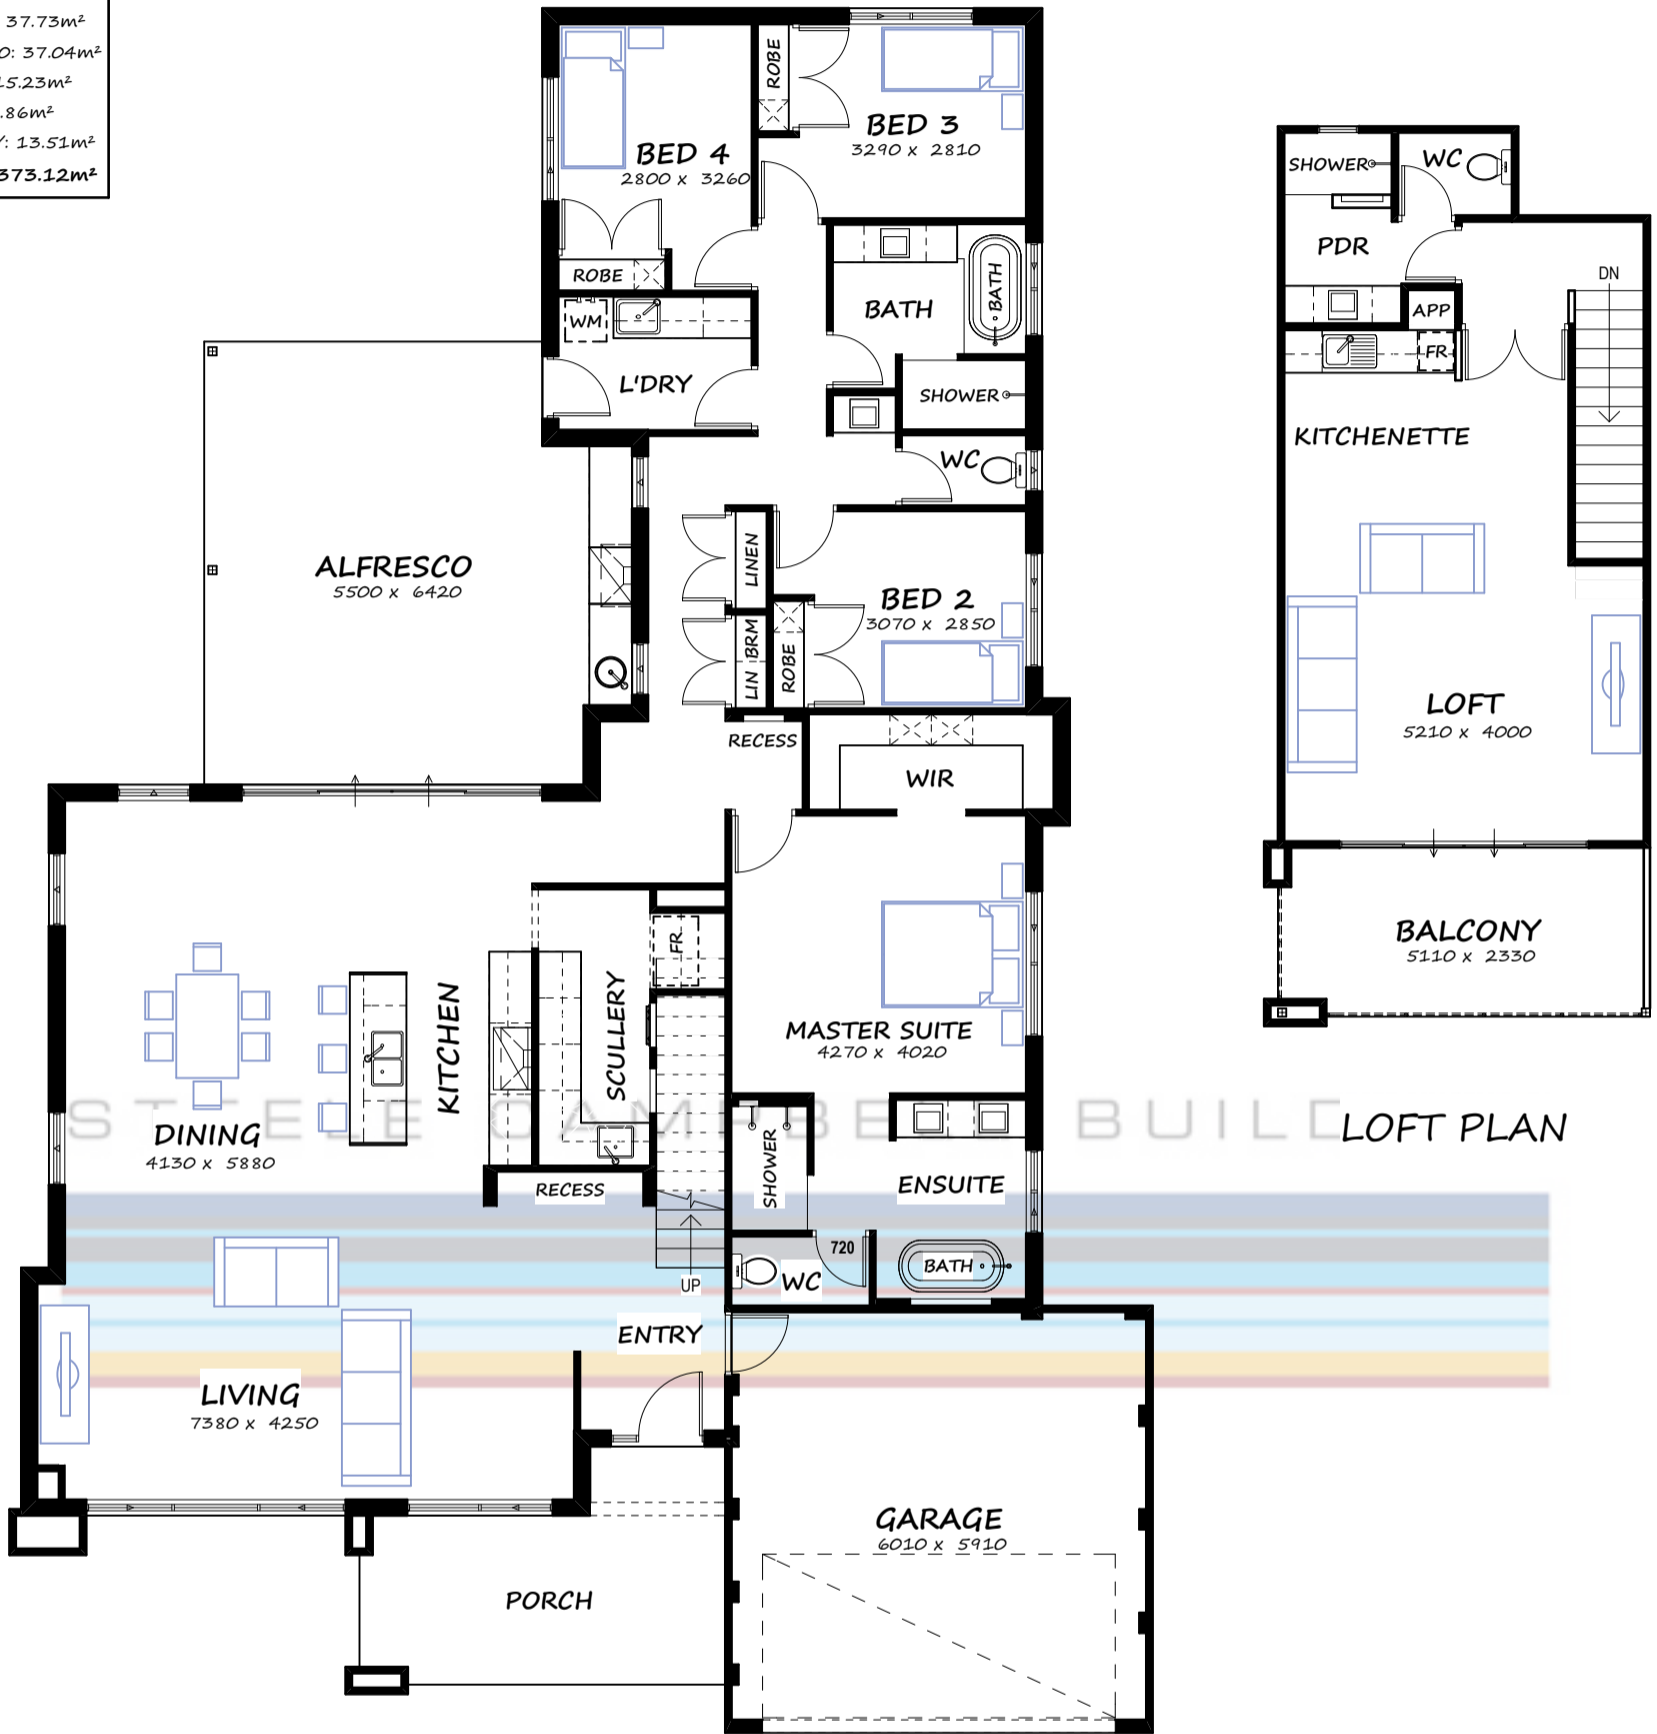 37.73m²
O: 37.04m²
15.23m²
.86m²
Y: 13.51m²
373.12m²
ROBE
BED 3
3290 x 2810
BED 4
2800 x 3260
ROBE
WM
L'DRY
BATH
BATH
SHOWER
WC
ALFRESCO
5500 x 6420
LINEN
LIN BRM
BED 2
3070 x 2850
ROBE
RECESS
WIR
FR
KITCHEN
SCULLERY
MASTER SUITE
4270 x 4020
DINING
4130 x 5880
RECESS
SHOWER
ENSUITE
720
WC
BATH
UP
ENTRY
LIVING
7380 x 4250
GARAGE
6010 x 5910
PORCH
SHOWER
WC
PDR
DN
APP
FR
KITCHENETTE
LOFT
5210 x 4000
BALCONY
5110 x 2330
LOFT PLAN